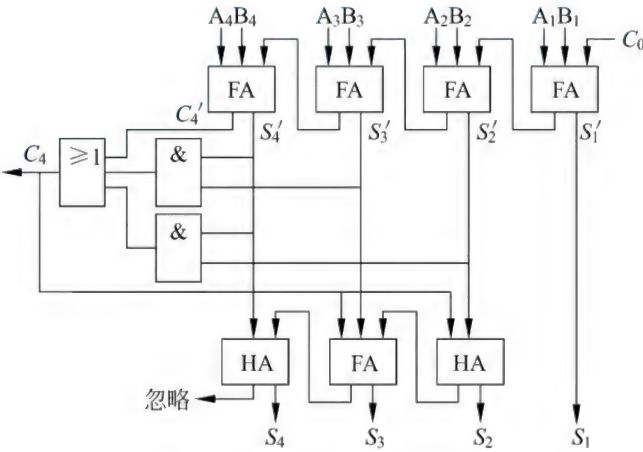 A₄B₄ A₃B₃ A₂B₂ A₁B₁
C₀
FA FA FA FA
C₄′ S₄′ S₃′ S₂′ S₁′
C₄ ≥1 &
&
HA FA HA
忽略
S₄ S₃ S₂ S₁